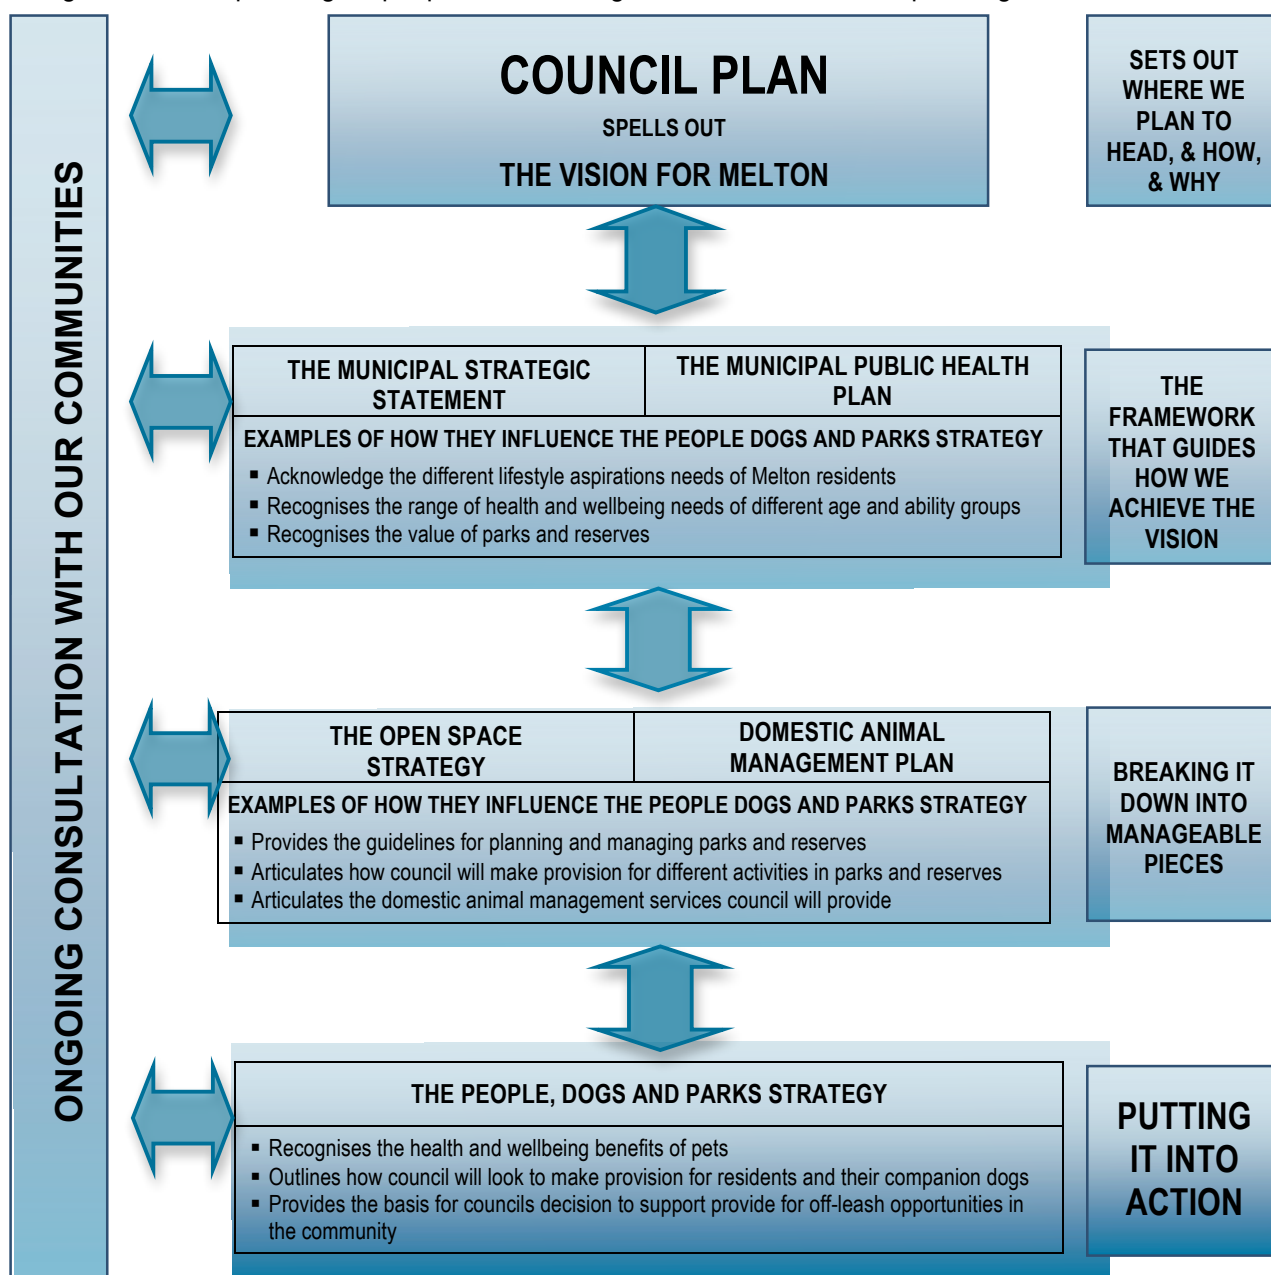 ONGOING CONSULTATION WITH OUR COMMUNITIES
COUNCIL PLAN
SPELLS OUT
THE VISION FOR MELTON
SETS OUT
WHERE WE
PLAN TO
HEAD, & HOW,
& WHY
THE MUNICIPAL STRATEGIC
STATEMENT
THE MUNICIPAL PUBLIC HEALTH
PLAN
EXAMPLES OF HOW THEY INFLUENCE THE PEOPLE DOGS AND PARKS STRATEGY
▪ Acknowledge the different lifestyle aspirations needs of Melton residents
▪ Recognises the range of health and wellbeing needs of different age and ability groups
▪ Recognises the value of parks and reserves
THE
FRAMEWORK
THAT GUIDES
HOW WE
ACHIEVE THE
VISION
THE OPEN SPACE
STRATEGY
DOMESTIC ANIMAL
MANAGEMENT PLAN
EXAMPLES OF HOW THEY INFLUENCE THE PEOPLE DOGS AND PARKS STRATEGY
▪ Provides the guidelines for planning and managing parks and reserves
▪ Articulates how council will make provision for different activities in parks and reserves
▪ Articulates the domestic animal management services council will provide
BREAKING IT
DOWN INTO
MANAGEABLE
PIECES
THE PEOPLE, DOGS AND PARKS STRATEGY
▪ Recognises the health and wellbeing benefits of pets
▪ Outlines how council will look to make provision for residents and their companion dogs
▪ Provides the basis for councils decision to support provide for off-leash opportunities in
the community
PUTTING
IT INTO
ACTION